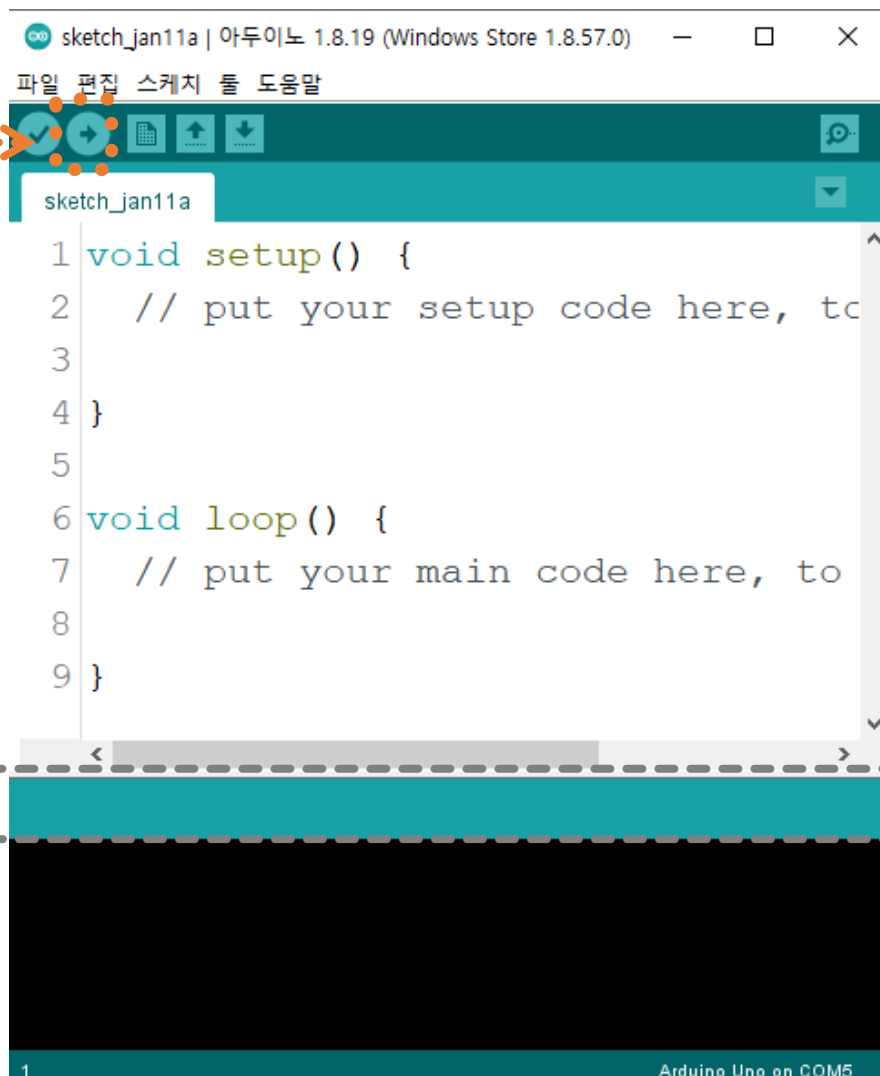 sketch_jan11a | 아두이노 1.8.19 (Windows Store 1.8.57.0)
파일 편집 스케치 툴 도움말
sketch_jan11a
1 void setup() {
2 // put your setup code here, to
3
4 }
5
6 void loop() {
7 // put your main code here, to
8
9 }
1 Arduino Uno on COM5